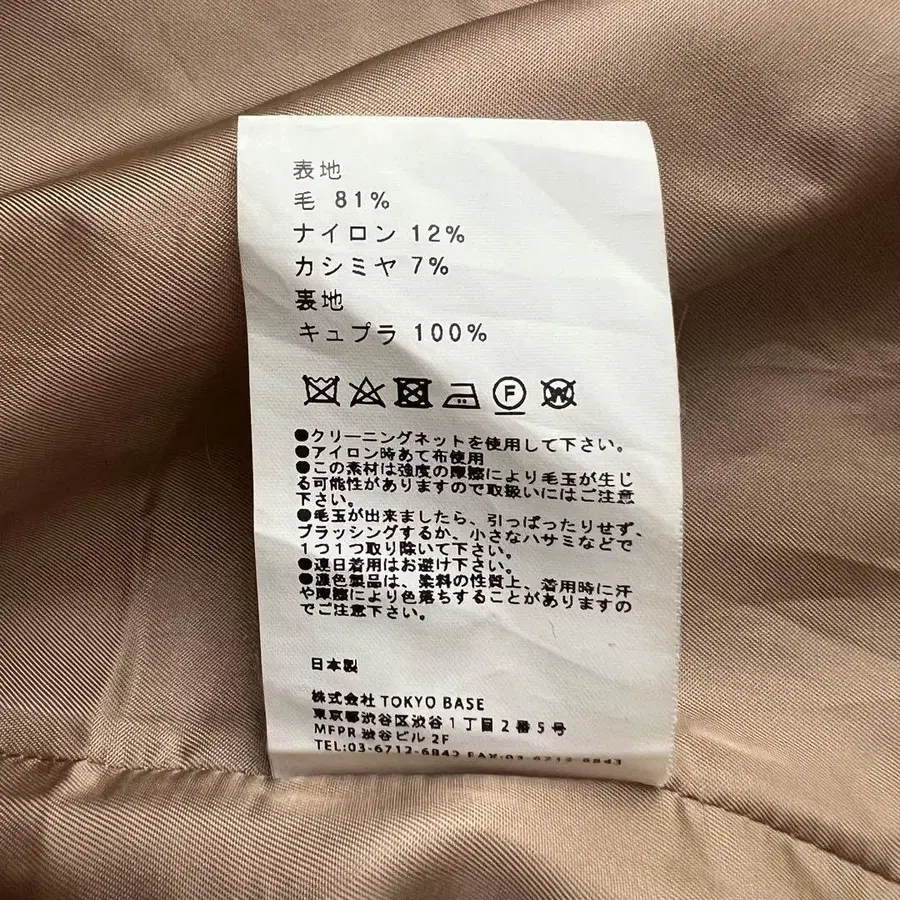 表地
毛 81%
ナイロン 12%
カシミヤ 7%
裏地
キュプラ 100%
F W
●クリーニングネットを使用して下さい。
●アイロン時あて布使用
●この素材は強度の摩擦により毛玉が生じ
る可能性がありますので取扱いにはご注意
下さい。
●毛玉が出来ましたら、引っぱったりせず、
ブラッシングするか、小さなハサミなどで
1つ1つ取り除いて下さい。
●連日着用はお避け下さい。
●濃色製品は、染料の性質上、着用時に汗
や摩擦により色落ちすることがありますの
でご注意下さい。
日本製
株式会社 TOKYO BASE
東京都渋谷区渋谷1丁目2番5号
MFPR 渋谷ビル 2F
TEL:03-6712-6842 FAX:03-6712-6843